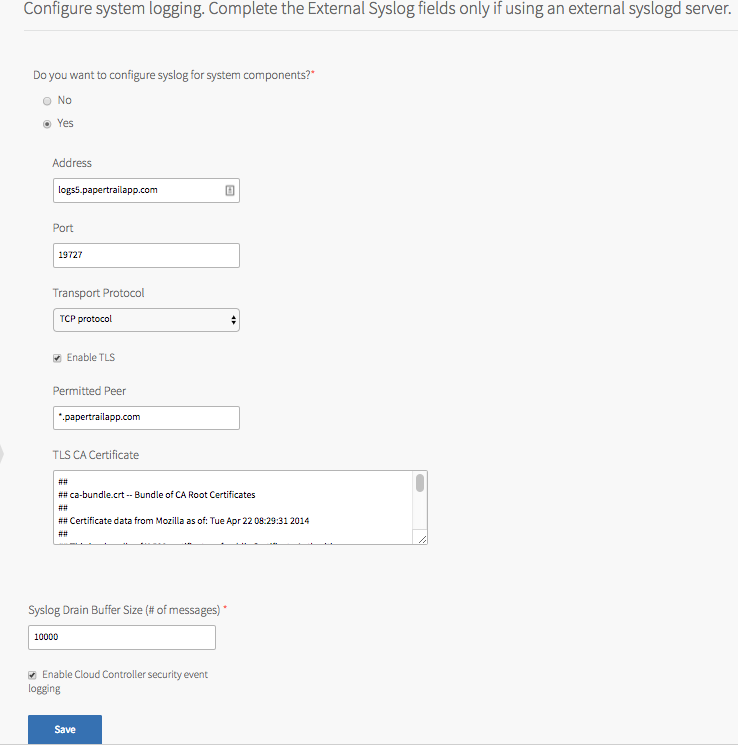 Configure system logging. Complete the External Syslog fields only if using an external syslogd server.
Do you want to configure syslog for system components?*
No
Yes
Address
logs5.papertrailapp.com
Port
19727
Transport Protocol
TCP protocol
Enable TLS
Permitted Peer
*.papertrailapp.com
TLS CA Certificate
##
## ca-bundle.crt -- Bundle of CA Root Certificates
##
## Certificate data from Mozilla as of: Tue Apr 22 08:29:31 2014
##
Syslog Drain Buffer Size (# of messages) *
10000
Enable Cloud Controller security event
logging
Save